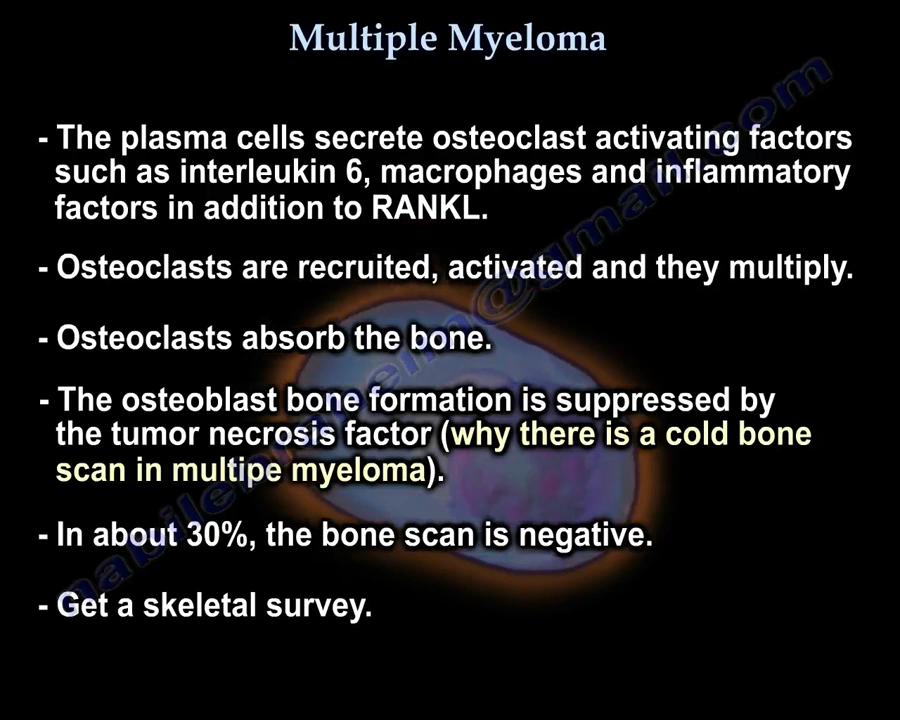 Multiple Myeloma
- The plasma cells secrete osteoclast activating factors
such as interleukin 6, macrophages and inflammatory
factors in addition to RANKL.
- Osteoclasts are recruited, activated and they multiply.
- Osteoclasts absorb the bone.
- The osteoblast bone formation is suppressed by
the tumor necrosis factor (why there is a cold bone
scan in multipe myeloma).
- In about 30%, the bone scan is negative.
- Get a skeletal survey.